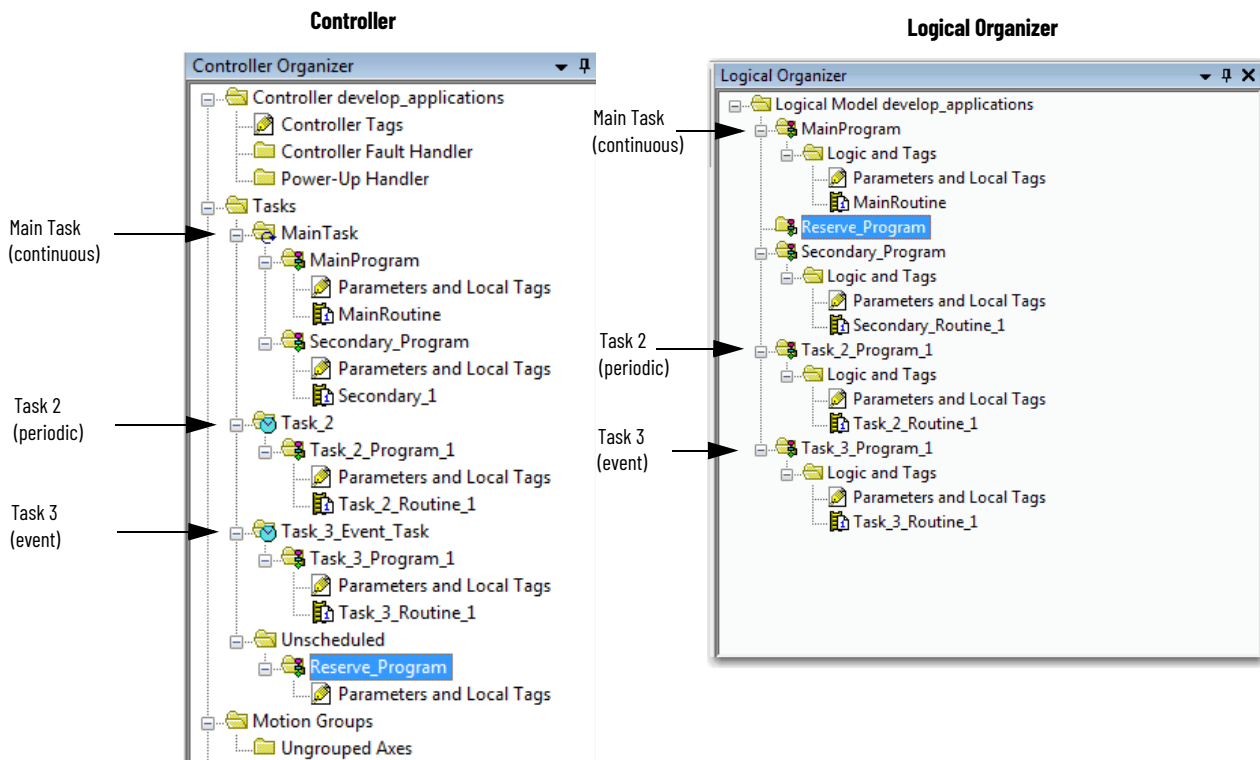 Controller
Logical Organizer
Controller Organizer
Controller develop_applications
Controller Tags
Controller Fault Handler
Power-Up Handler
Tasks
Main Task
(continuous)
MainTask
MainProgram
Parameters and Local Tags
MainRoutine
Secondary_Program
Parameters and Local Tags
Secondary_1
Task 2
(periodic)
Task_2
Task_2_Program_1
Parameters and Local Tags
Task_2_Routine_1
Task 3
(event)
Task_3_Event_Task
Task_3_Program_1
Parameters and Local Tags
Task_3_Routine_1
Unscheduled
Reserve_Program
Parameters and Local Tags
Motion Groups
Ungrouped Axes
Logical Organizer
Logical Model develop_applications
Main Task
(continuous)
MainProgram
Logic and Tags
Parameters and Local Tags
MainRoutine
Reserve_Program
Secondary_Program
Logic and Tags
Parameters and Local Tags
Secondary_Routine_1
Task 2
(periodic)
Task_2_Program_1
Logic and Tags
Parameters and Local Tags
Task_2_Routine_1
Task 3
(event)
Task_3_Program_1
Logic and Tags
Parameters and Local Tags
Task_3_Routine_1